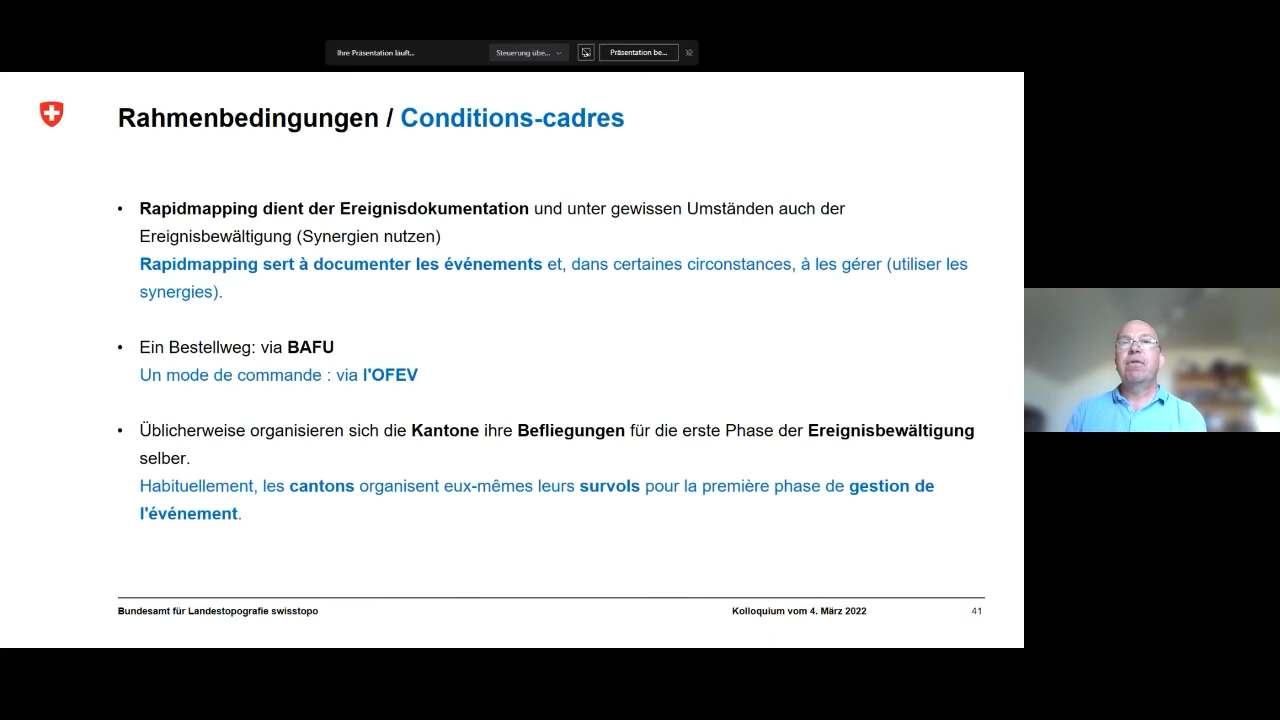 Ihre Präsentation läuft...
Steuerung übe...
Präsentation be...
Rahmenbedingungen / Conditions-cadres
• Rapidmapping dient der Ereignisdokumentation und unter gewissen Umständen auch der
Ereignisbewältigung (Synergien nutzen)
Rapidmapping sert à documenter les événements et, dans certaines circonstances, à les gérer (utiliser les
synergies).
• Ein Bestellweg: via BAFU
Un mode de commande : via l'OFEV
• Üblicherweise organisieren sich die Kantone ihre Befliegungen für die erste Phase der Ereignisbewältigung
selber.
Habituellement, les cantons organisent eux-mêmes leurs survols pour la première phase de gestion de
l'événement.
Bundesamt für Landestopografie swisstopo
Kolloquium vom 4. März 2022
41